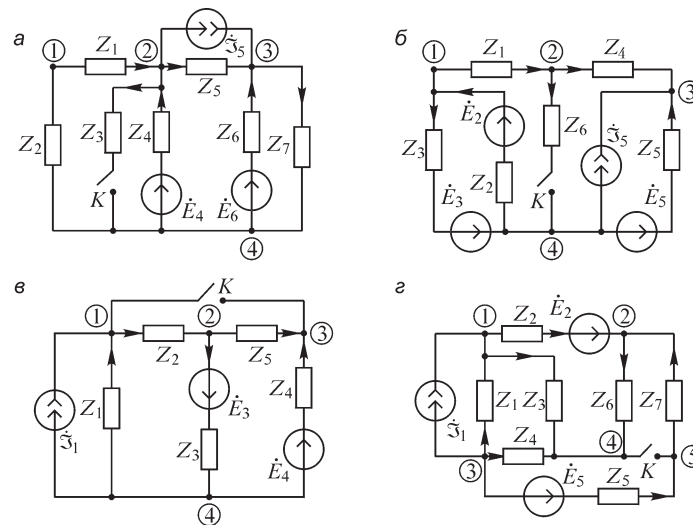 а
1 Z1 2 𝔍̇5 3
Z5
Z2 Z3 Z4 Z6 Z7
K Ė4 Ė6
4
б
1 Z1 2 Z4
3
Z3 Ė2 Z6 𝔍̇5 Z5
Z2 K
Ė3 Ė5
4
в
K
1 2 3
Z2 Z5
𝔍̇1 Z1 Ė3 Z4
Z3 Ė4
4
г
1 Z2 Ė2 2
𝔍̇1 Z1 Z3 Z6 Z7
3 Z4 4 K 5
Ė5 Z5